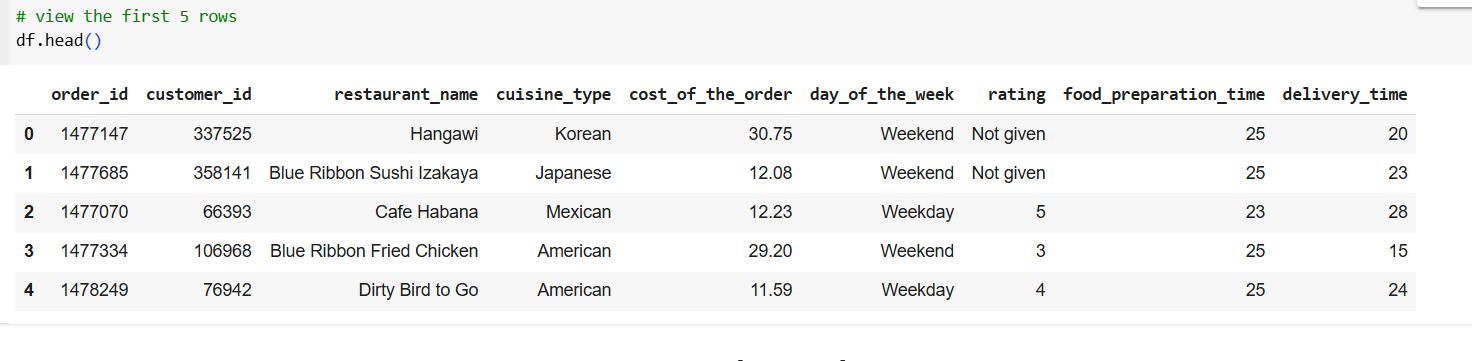 # view the first 5 rows
df.head()
order_id customer_id restaurant_name cuisine_type cost_of_the_order day_of_the_week rating food_preparation_time delivery_time
0 1477147 337525 Hangawi Korean 30.75 Weekend Not given 25 20
1 1477685 358141 Blue Ribbon Sushi Izakaya Japanese 12.08 Weekend Not given 25 23
2 1477070 66393 Cafe Habana Mexican 12.23 Weekday 5 23 28
3 1477334 106968 Blue Ribbon Fried Chicken American 29.20 Weekend 3 25 15
4 1478249 76942 Dirty Bird to Go American 11.59 Weekday 4 25 24